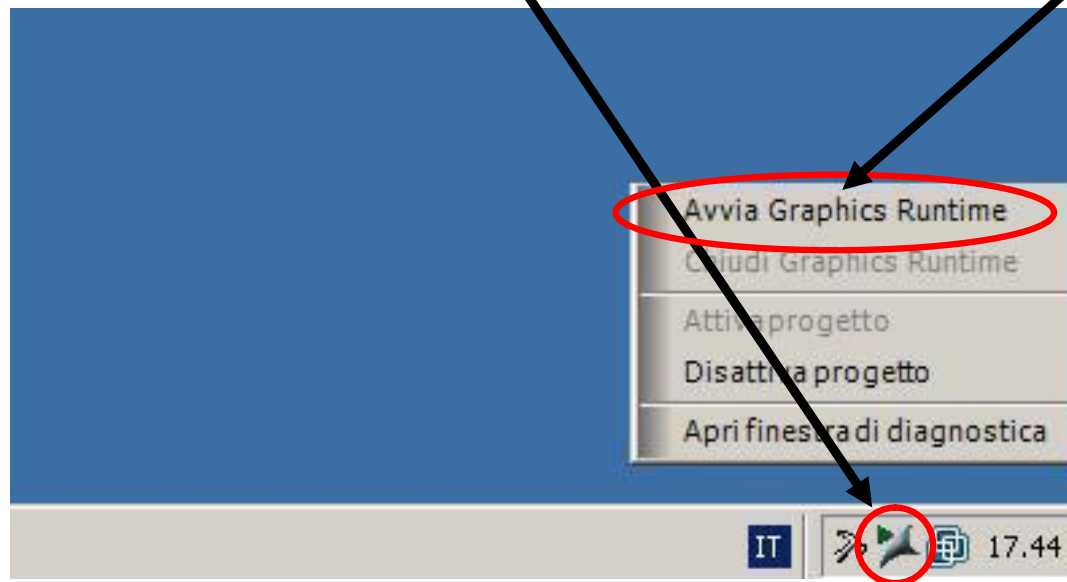 Avvia Graphics Runtime
Chiudi Graphics Runtime
Attiva progetto
Disattiva progetto
Apri finestra di diagnostica
IT
17.44